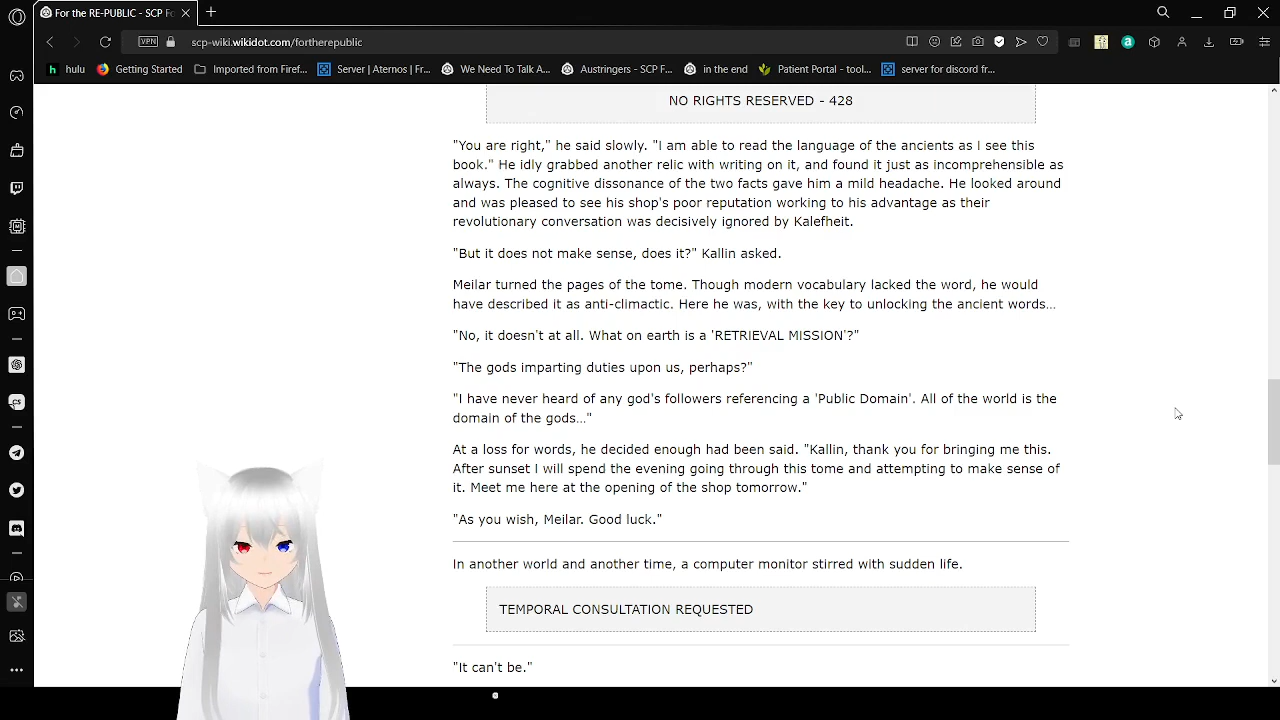 For the RE-PUBLIC - SCP Fo
VPN
scp-wiki.wikidot.com/fortherepublic
hulu
Getting Started
Imported from Firef...
Server | Aternos | Fr...
We Need To Talk A...
Austringers - SCP F...
in the end
Patient Portal - tool...
server for discord fr...
NO RIGHTS RESERVED - 428
"You are right," he said slowly. "I am able to read the language of the ancients as I see this
book." He idly grabbed another relic with writing on it, and found it just as incomprehensible as
always. The cognitive dissonance of the two facts gave him a mild headache. He looked around
and was pleased to see his shop's poor reputation working to his advantage as their
revolutionary conversation was decisively ignored by Kalefheit.
"But it does not make sense, does it?" Kallin asked.
Meilar turned the pages of the tome. Though modern vocabulary lacked the word, he would
have described it as anti-climactic. Here he was, with the key to unlocking the ancient words…
"No, it doesn't at all. What on earth is a 'RETRIEVAL MISSION'?"
"The gods imparting duties upon us, perhaps?"
"I have never heard of any god's followers referencing a 'Public Domain'. All of the world is the
domain of the gods…"
At a loss for words, he decided enough had been said. "Kallin, thank you for bringing me this.
After sunset I will spend the evening going through this tome and attempting to make sense of
it. Meet me here at the opening of the shop tomorrow."
"As you wish, Meilar. Good luck."
In another world and another time, a computer monitor stirred with sudden life.
TEMPORAL CONSULTATION REQUESTED
"It can't be."